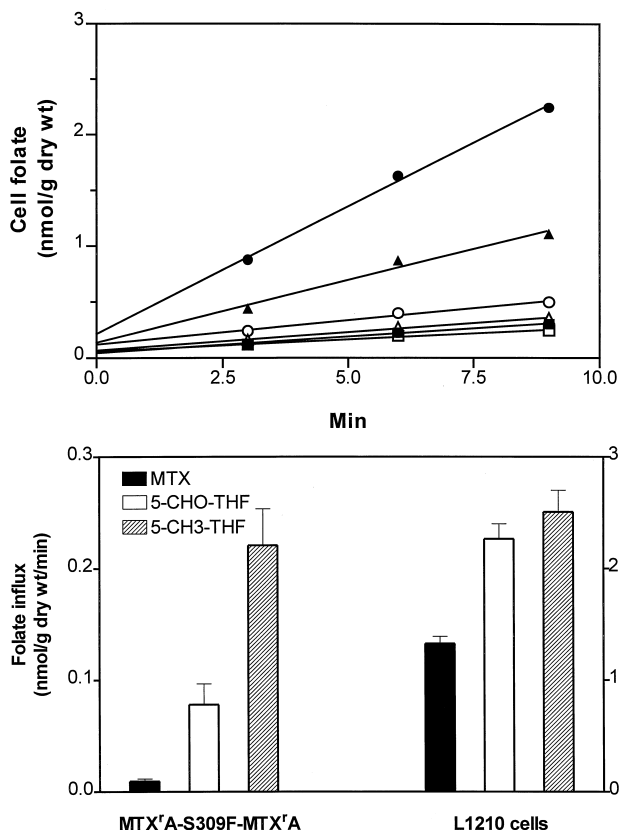 3
2
1
0
Cell folate
(nmol/g dry wt)
0.0 2.5 5.0 7.5 10.0
Min
0.3
0.2
0.1
0.0
Folate influx
(nmol/g dry wt/min)
MTX
5-CHO-THF
5-CH3-THF
3
2
1
0
MTXʳA-S309F-MTXʳA L1210 cells